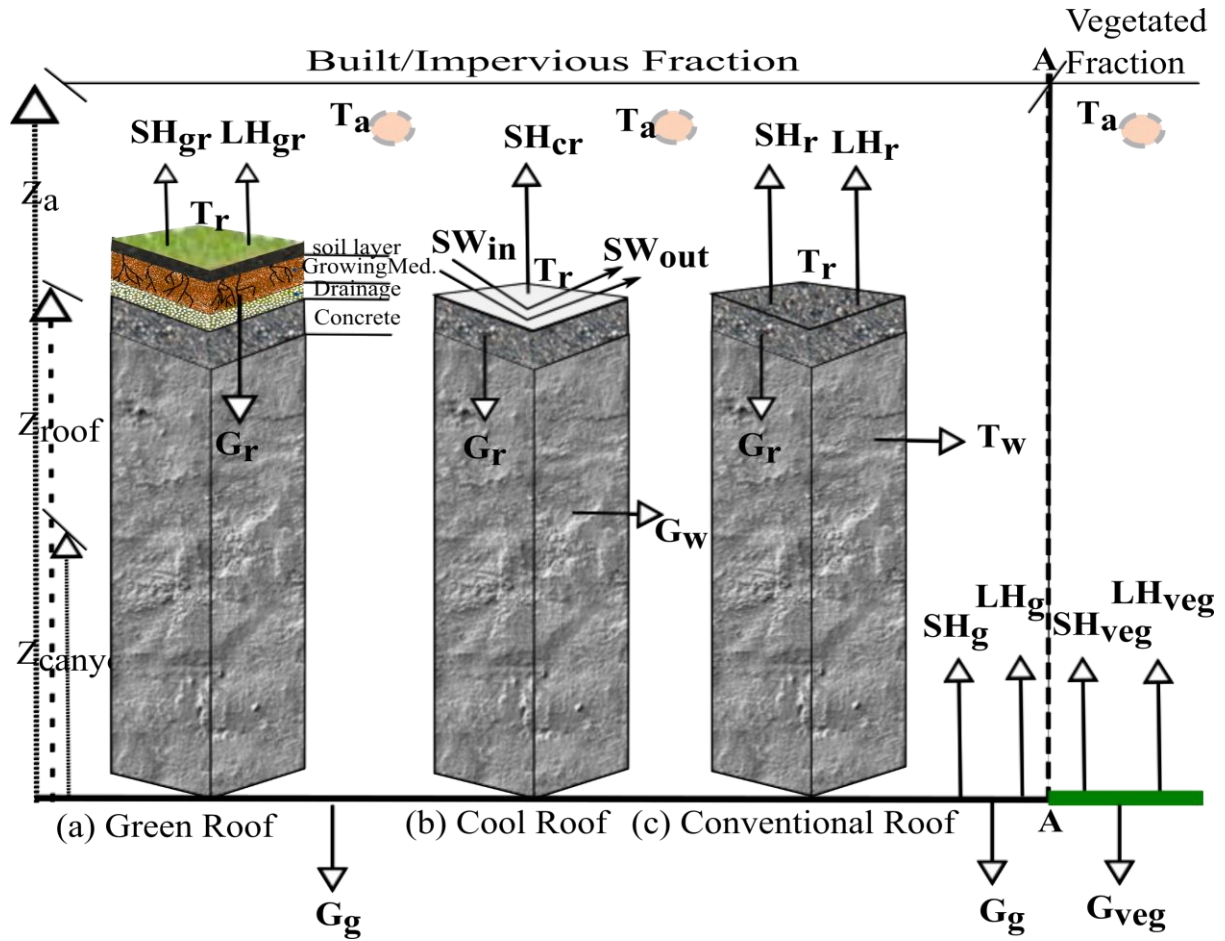 Vegetated
Fraction
Built/Impervious Fraction
A
Ta
Ta
Ta
SHgr LHgr
SHcr
SHr LHr
Za
Tr
SWin
SWout
Tr
Tr
soil layer
GrowingMed.
Drainage
Concrete
Zroof
Gr
Gr
Gr
Tw
Gw
Zcanyo
SHg
LHg
SHveg
LHveg
(a) Green Roof
(b) Cool Roof
(c) Conventional Roof
A
Gg
Gg
Gveg